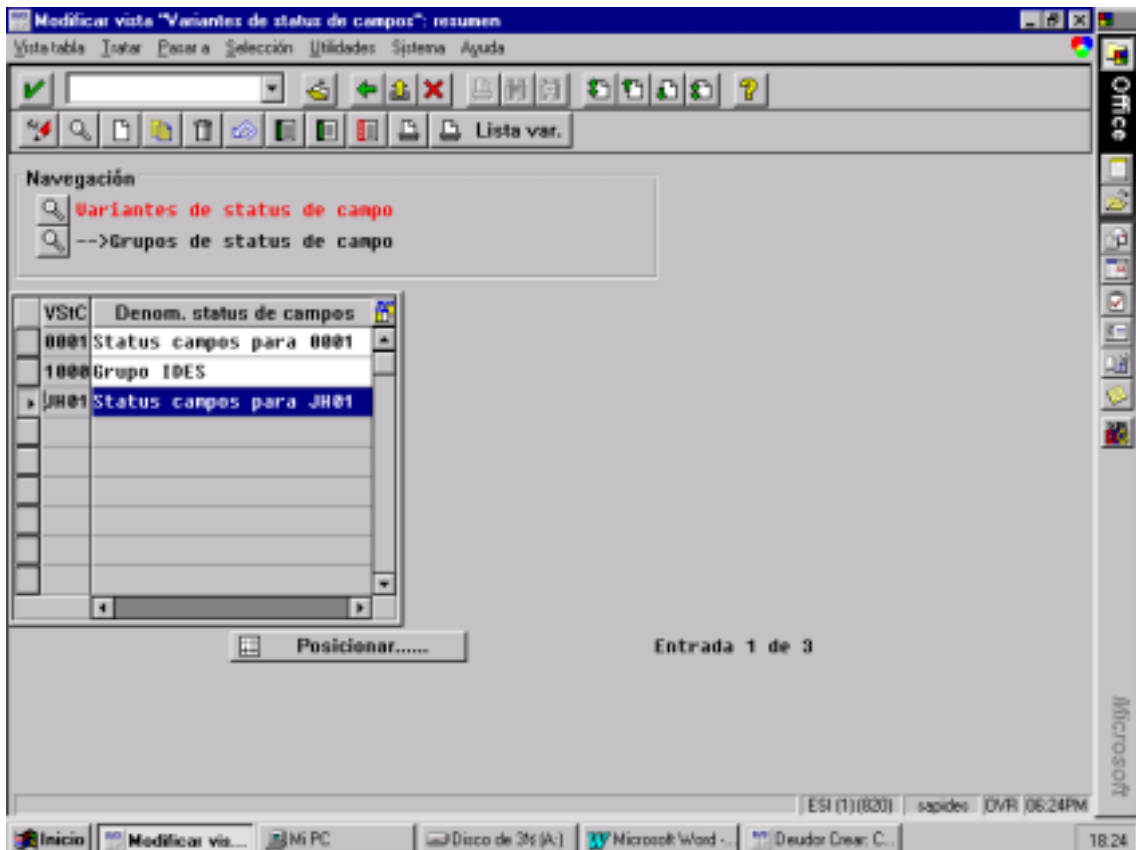 Modificar vista "Variantes de status de campos": resumen
Vista tabla Tratar Pasar a Selección Utilidades Sistema Ayuda
Lista var.
Navegación
Variantes de status de campo
-->Grupos de status de campo
VStC Denom. status de campos
0001 Status campos para 0001
1000 Grupo IDES
JH01 Status campos para JH01
Posicionar......
Entrada 1 de 3
ESI (1) (820) sapides OVR 06:24PM
Inicio Modificar vis... Mi PC Disco de 3½ (A:) Microsoft Word -... Deudor Crear: C... 18:24
Office
Microsoft